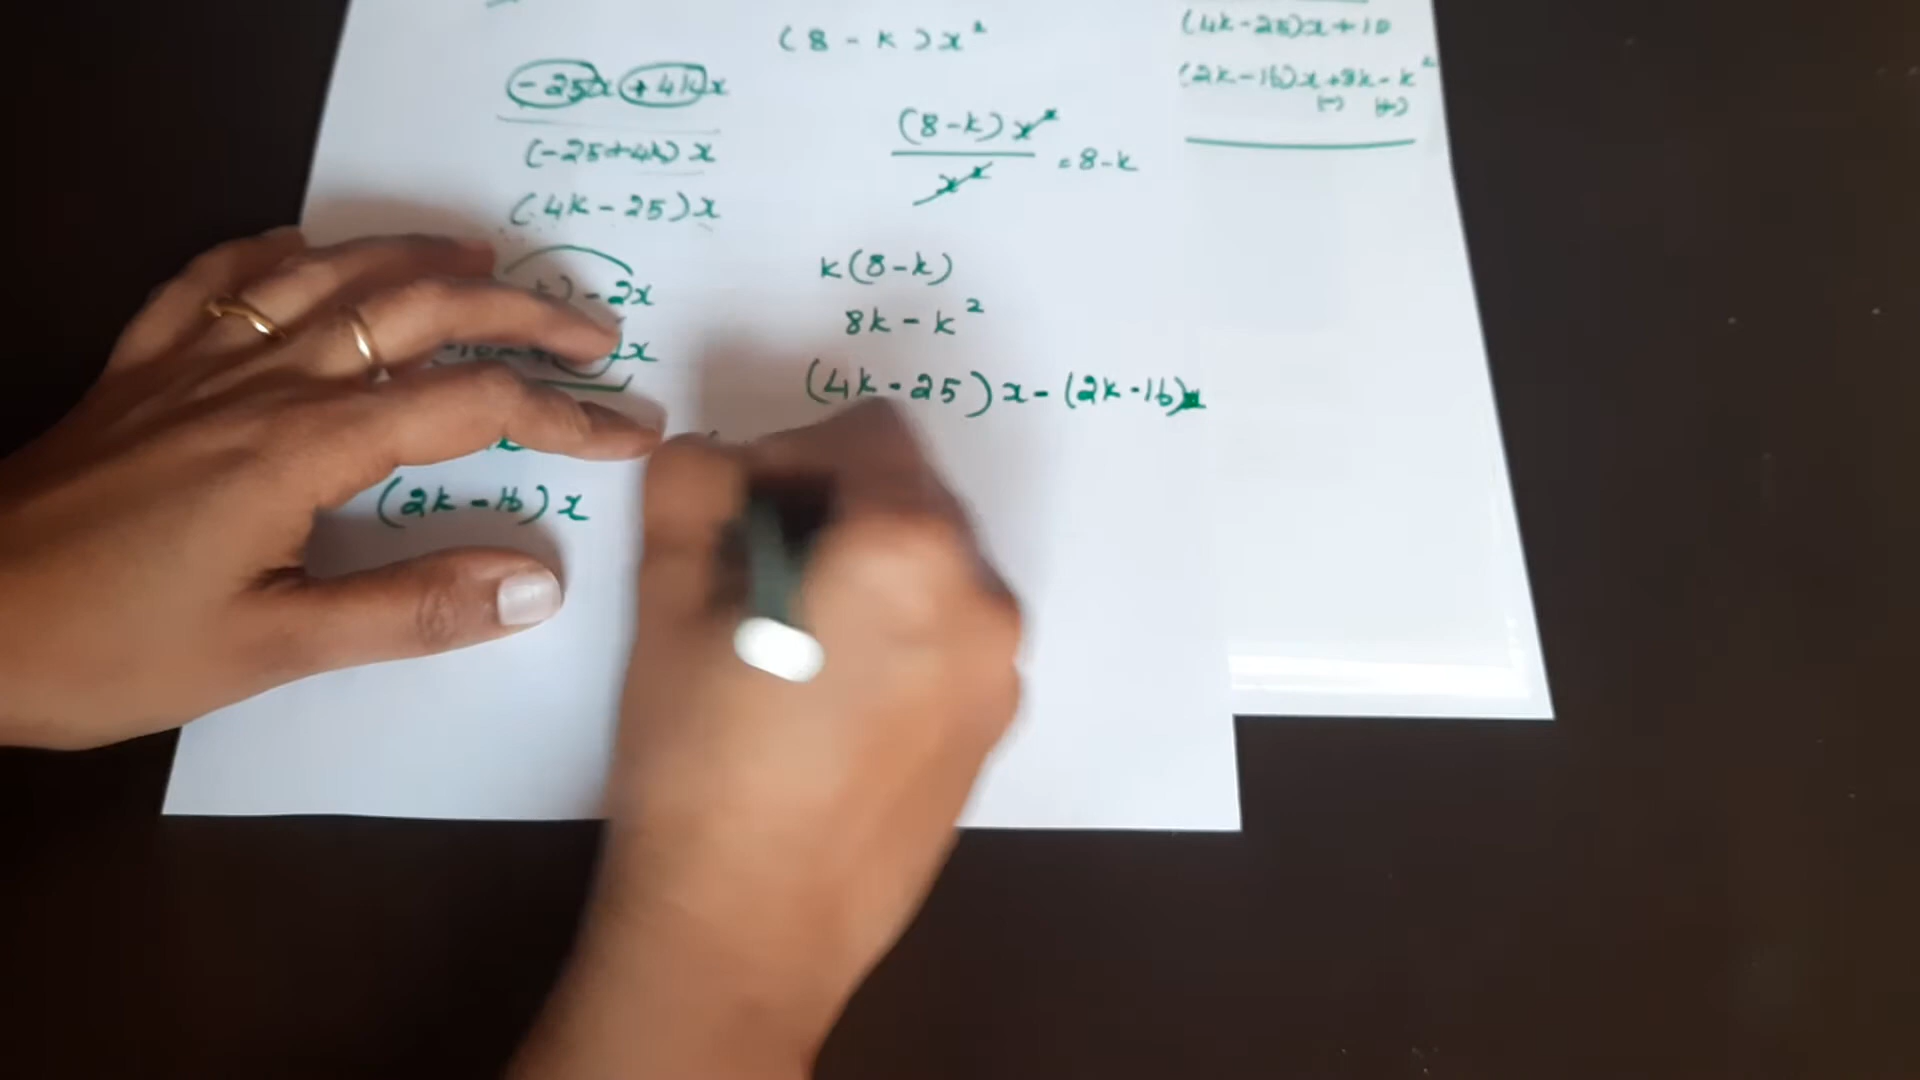 (8 - k) x²
-25x +4kx
(-25+4k) x
(4k - 25) x
(8-k) x²
x²
= 8-k
k(8-k)
8k - k²
(4k - 25) x - (2k - 16)x
- 2x
(2k - 16) x
(4k-25)x + 10
(2k-16)x + 8k - k²
(-) (+)